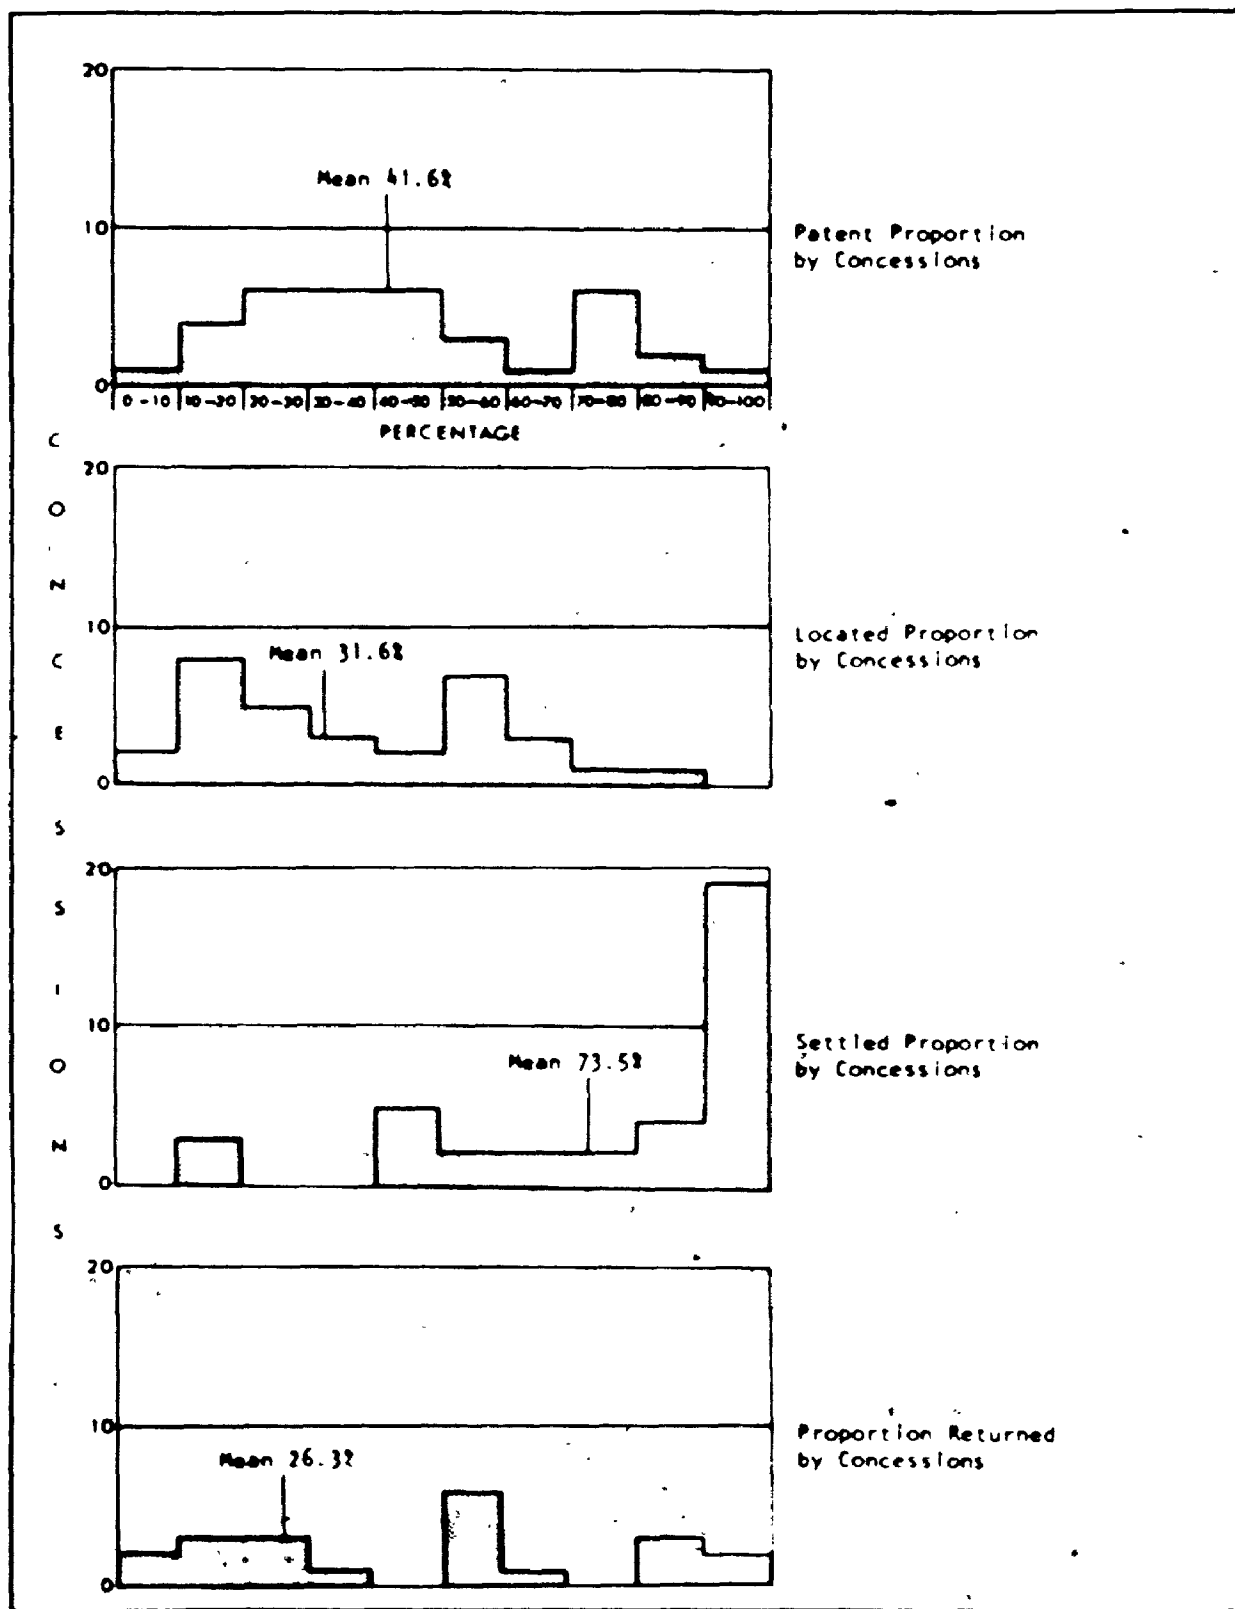 20
Mean 41.6%
10
Patent Proportion
by Concessions
0
0-10 10-20 20-30 30-40 40-50 50-60 60-70 70-80 80-90 90-100
PERCENTAGE
CONCESSIONS
20
10
Located Proportion
by Concessions
Mean 31.6%
0
20
10
Settled Proportion
by Concessions
Mean 73.5%
0
20
10
Proportion Returned
by Concessions
Mean 26.3%
0